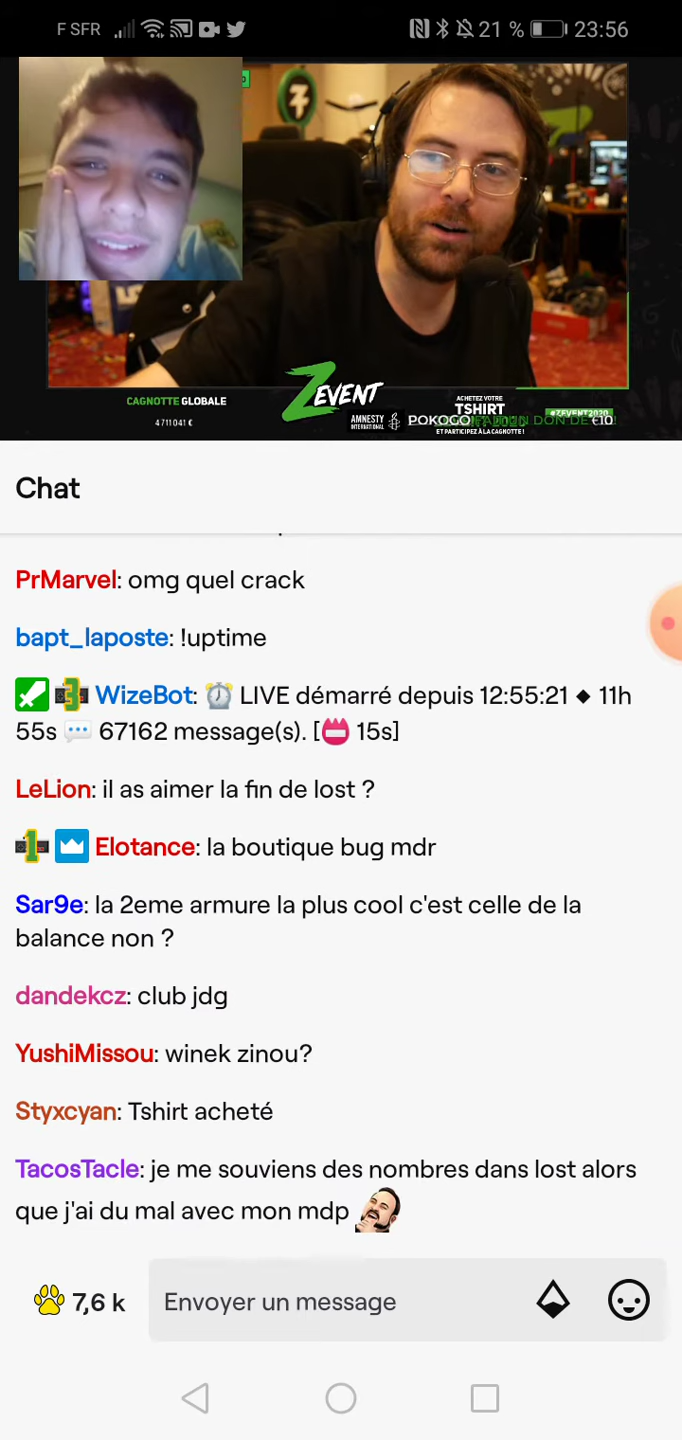 F SFR 21 % 23:56
CAGNOTTE GLOBALE
4 711 041 €
ZEVENT
AMNESTY
INTERNATIONAL
ACHETEZ VOTRE
TSHIRT
ET PARTICIPEZ À LA CAGNOTTE !
#ZEVENT2020
POKOCO UN DON DE €10
Chat
PrMarvel: omg quel crack
bapt_laposte: !uptime
WizeBot: ⏰ LIVE démarré depuis 12:55:21 ◆ 11h
55s 💬 67162 message(s). [📛 15s]
LeLion: il as aimer la fin de lost ?
Elotance: la boutique bug mdr
Sar9e: la 2eme armure la plus cool c'est celle de la
balance non ?
dandekcz: club jdg
YushiMissou: winek zinou?
Styxcyan: Tshirt acheté
TacosTacle: je me souviens des nombres dans lost alors
que j'ai du mal avec mon mdp
7,6 k Envoyer un message